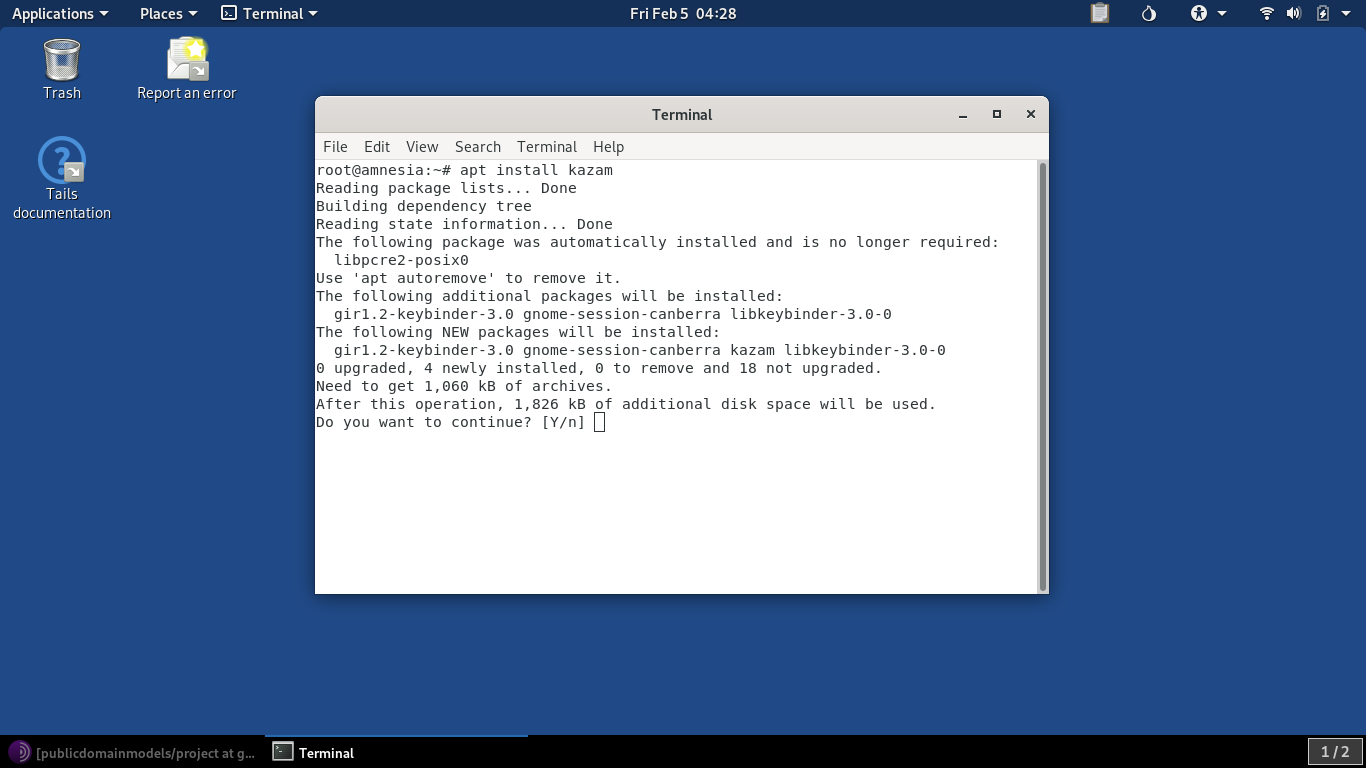 Applications
Places
Terminal
Fri Feb 5 04:28
Trash
Report an error
Tails
documentation
Terminal
File Edit View Search Terminal Help
root@amnesia:~# apt install kazam
Reading package lists... Done
Building dependency tree
Reading state information... Done
The following package was automatically installed and is no longer required:
  libpcre2-posix0
Use 'apt autoremove' to remove it.
The following additional packages will be installed:
  gir1.2-keybinder-3.0 gnome-session-canberra libkeybinder-3.0-0
The following NEW packages will be installed:
  gir1.2-keybinder-3.0 gnome-session-canberra kazam libkeybinder-3.0-0
0 upgraded, 4 newly installed, 0 to remove and 18 not upgraded.
Need to get 1,060 kB of archives.
After this operation, 1,826 kB of additional disk space will be used.
Do you want to continue? [Y/n]
[publicdomainmodels/project at g...
Terminal
1 / 2